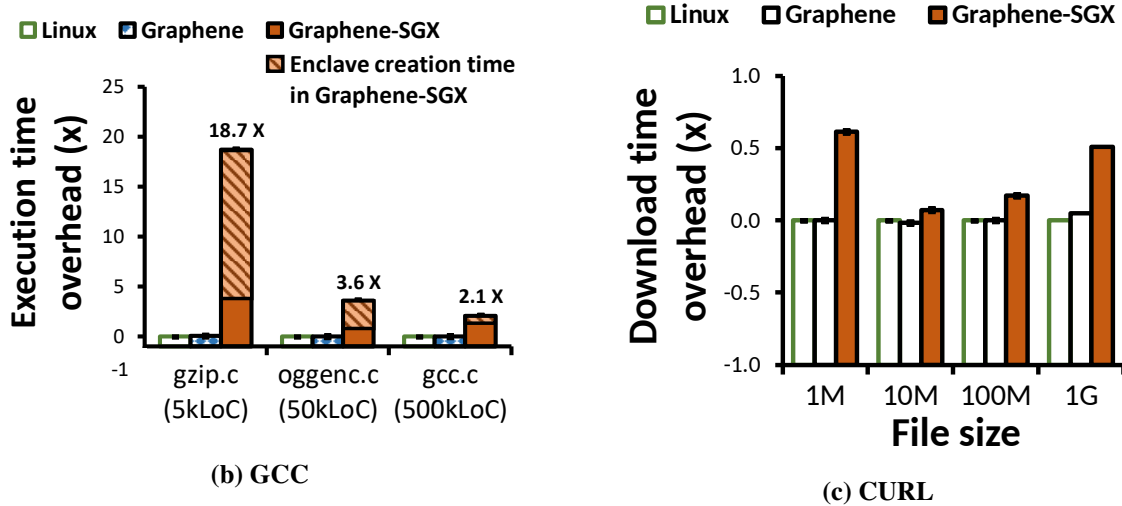 Linux Graphene Graphene-SGX
Enclave creation time
in Graphene-SGX
Execution time
overhead (x)
25
20
15
10
5
0
-1
18.7 X
3.6 X
2.1 X
gzip.c oggenc.c gcc.c
(5kLoC) (50kLoC) (500kLoC)
(b) GCC
Linux Graphene Graphene-SGX
Download time
overhead (x)
1.0
0.5
0.0
-0.5
-1.0
1M 10M 100M 1G
File size
(c) CURL